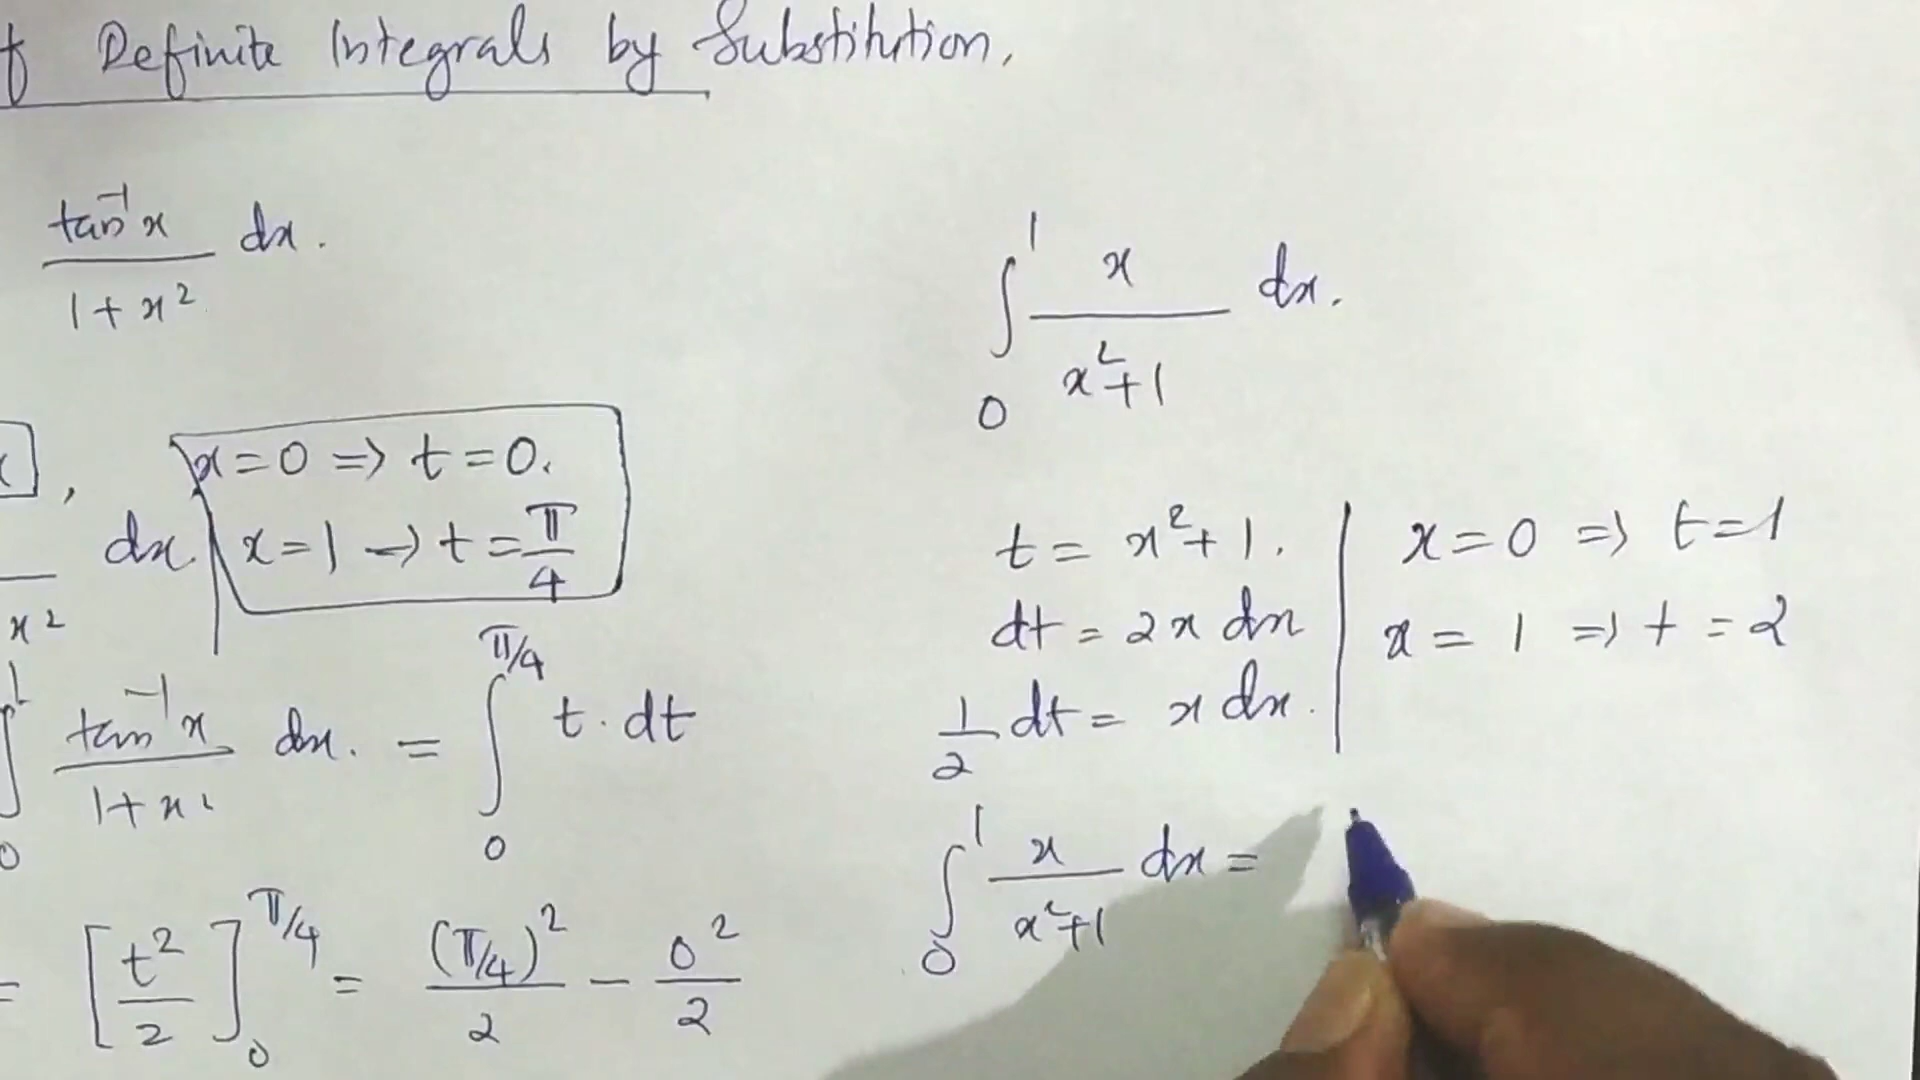 f Definite Integrals by Substitution.
tan⁻¹x / 1+x² dx.
x=0 => t=0.
, dx. x=1 → t=π/4
x²
∫₀¹ tan⁻¹x / 1+x² dx. = ∫₀^π/4 t. dt
= [t²/2]₀^π/4 = (π/4)²/2 - 0²/2
∫₀¹ x / x²+1 dx.
t = x²+1. | x=0 => t=1
dt = 2x dx | x = 1 => t = 2
1/2 dt = x dx.
∫₀¹ x / x²+1 dx =